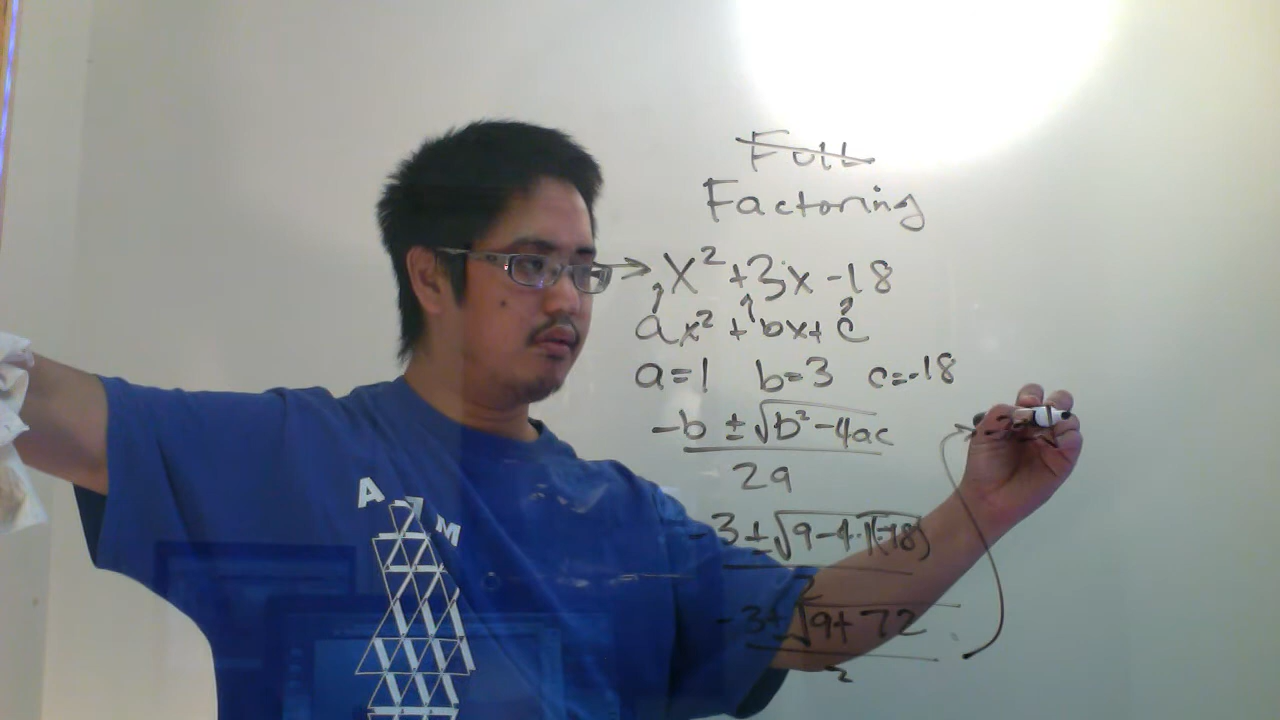 Foil
Factoring
→ x² + 3x - 18
ax² + bx + c
a=1 b=3 c=-18
-b ± √b² - 4ac
2a
-3 ± √9-4·1(-18)
2
-3 ± √9+72
2
A M